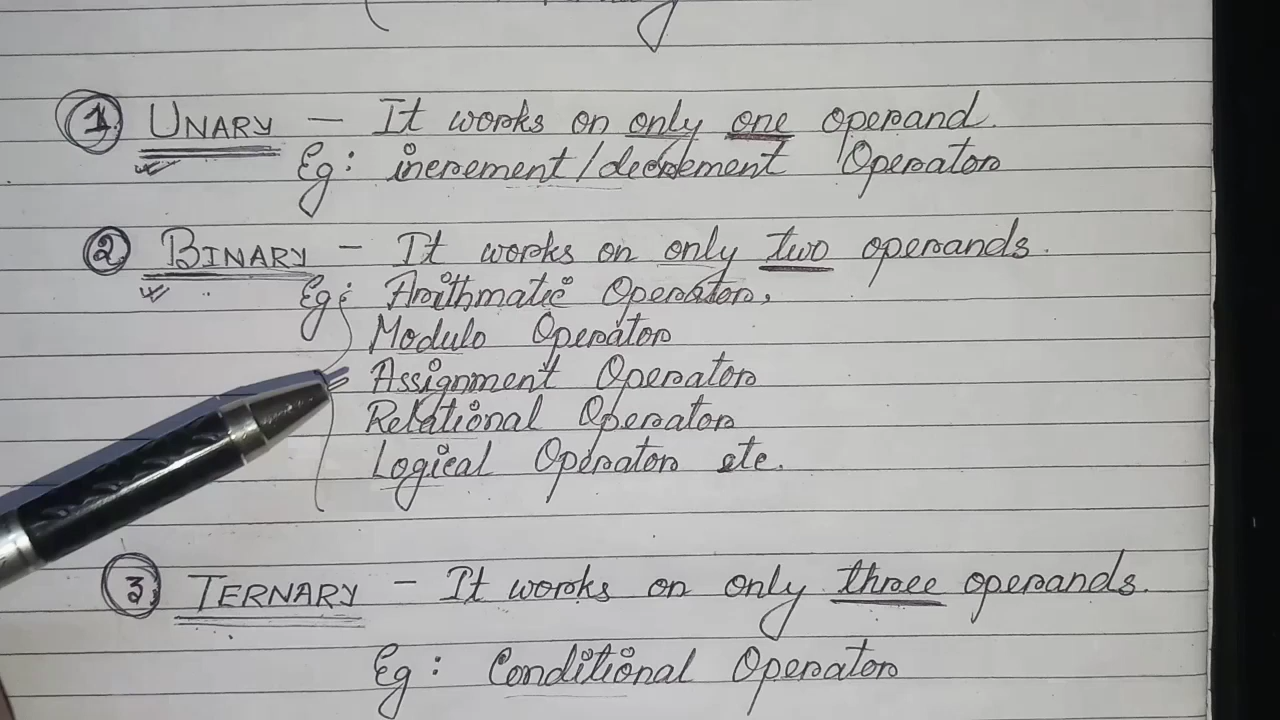 1 UNARY - It works on only one operand.
Eg: increment/decrement Operator
2 BINARY - It works on only two operands.
Eg: Arithmatic Operator,
Modulo Operator
Assignment Operator
Relational Operator
Logical Operator etc.
3 TERNARY - It works on only three operands.
Eg: Conditional Operator